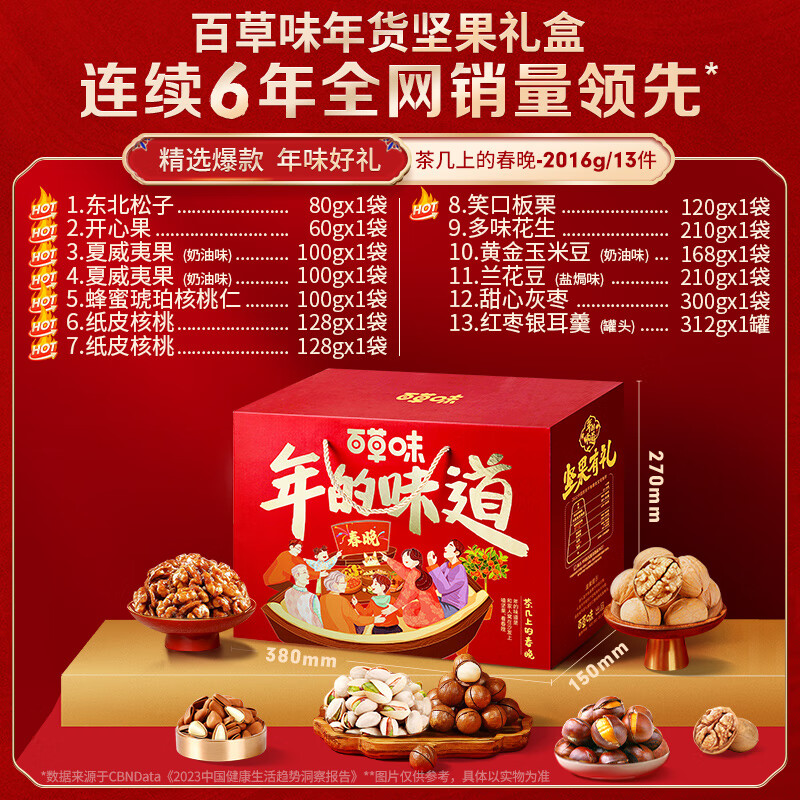 百草味年货坚果礼盒
连续6年全网销量领先*
精选爆款 年味好礼 茶几上的春晚-2016g/13件
HOT 1.东北松子 80gx1袋
HOT 2.开心果 60gx1袋
HOT 3.夏威夷果 (奶油味) 100gx1袋
HOT 4.夏威夷果 (奶油味) 100gx1袋
HOT 5.蜂蜜琥珀核桃仁 100gx1袋
HOT 6.纸皮核桃 128gx1袋
HOT 7.纸皮核桃 128gx1袋
HOT 8.笑口板栗 120gx1袋
9.多味花生 210gx1袋
10.黄金玉米豆 (奶油味) 168gx1袋
11.兰花豆 (盐焗味) 210gx1袋
12.甜心灰枣 300gx1袋
13.红枣银耳羹 (罐头) 312gx1罐
百草味
年的味道
春晚
茶几上的春晚
年的味道
坚果有礼
百草味
270mm
380mm
150mm
*数据来源于CBNData《2023中国健康生活趋势洞察报告》**图片仅供参考，具体以实物为准